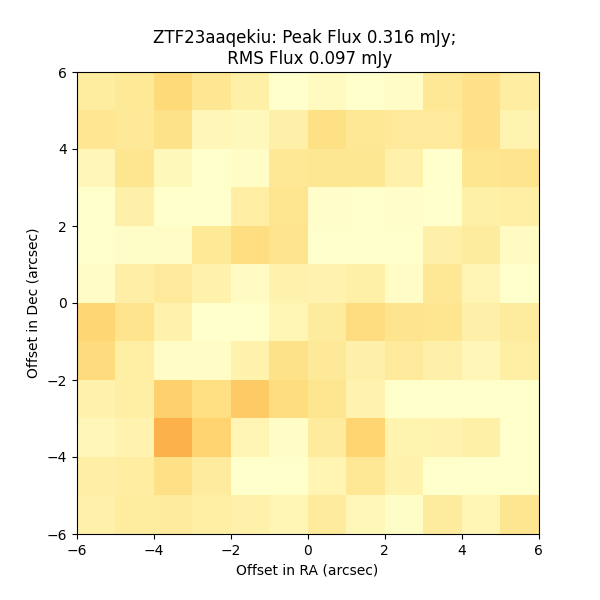 ZTF23aaqekiu: Peak Flux 0.316 mJy;
RMS Flux 0.097 mJy
6
4
2
0
−2
−4
−6
Offset in Dec (arcsec)
−6 −4 −2 0 2 4 6
Offset in RA (arcsec)